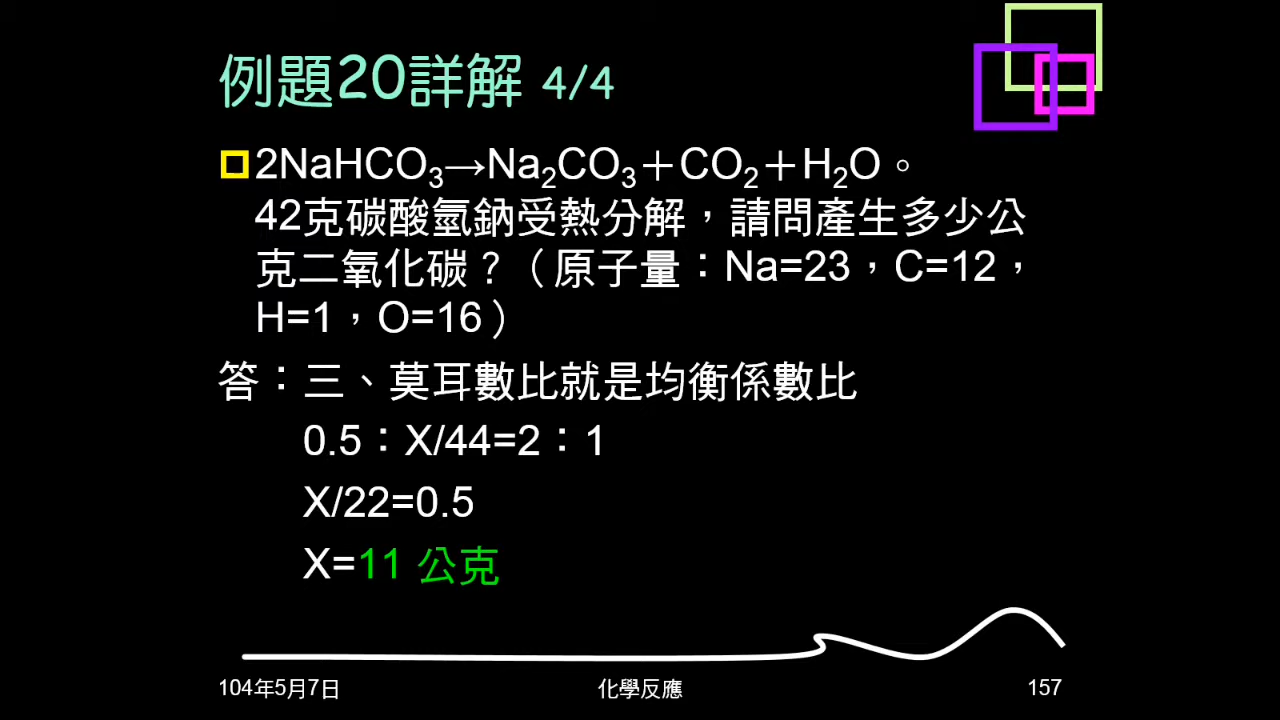 例題20詳解 4/4
2NaHCO₃→Na₂CO₃＋CO₂＋H₂O。
42克碳酸氫鈉受熱分解，請問產生多少公
克二氧化碳？（原子量：Na=23，C=12，
H=1，O=16）
答：三、莫耳數比就是均衡係數比
0.5：X/44=2：1
X/22=0.5
X=11 公克
104年5月7日
化學反應
157